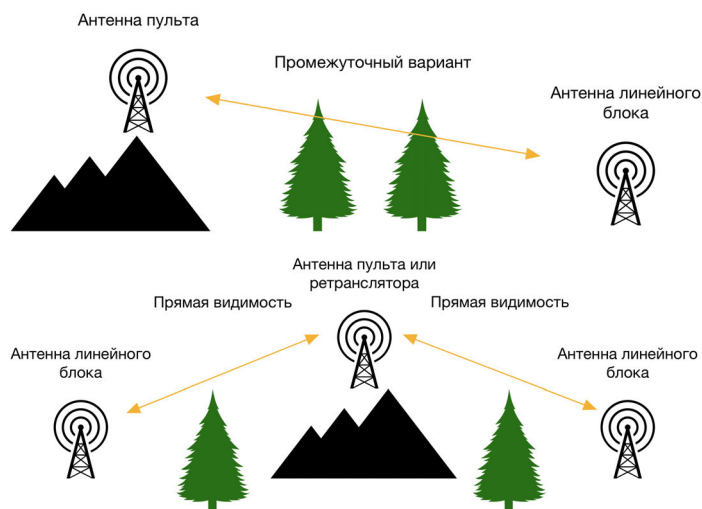 Антенна пульта
Промежуточный вариант
Антенна линейного
блока
Антенна пульта или
ретранслятора
Прямая видимость
Прямая видимость
Антенна линейного
блока
Антенна линейного
блока